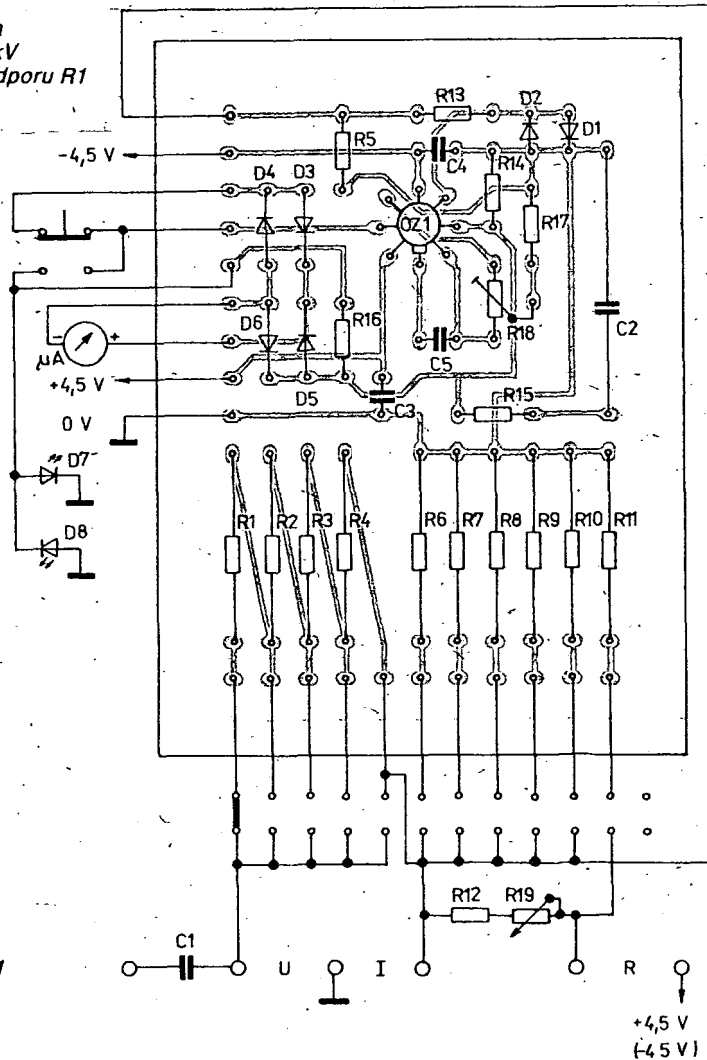 kV
dporu R1
R13
D2
D1
R5
-4,5 V
C4
R14
D4
D3
OZ1
R17
D6
R16
R18
C2
- +
μA
C5
+4,5 V
D5
R15
C3
0 V
D7
R1
R2
R3
R4
R6
R7
R8
R9
R10
R11
D8
R12
R19
C1
U
I
R
+4,5 V
(-4 5 V)